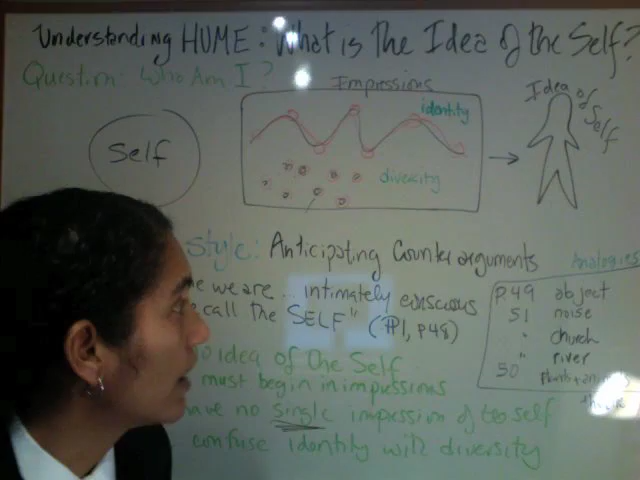 Understanding HUME: What is the Idea of the Self?
Question: Who Am I?
Impressions
Idea of Self
Self
identity
diversity
style: Anticipating Counterarguments
we are... intimately conscious
call the SELF" (P1, p48)
idea of the Self
must begin in impressions
have no single impression of self
confuse identity with diversity
Analogies
P.49 object
51 noise
" church
" river
50